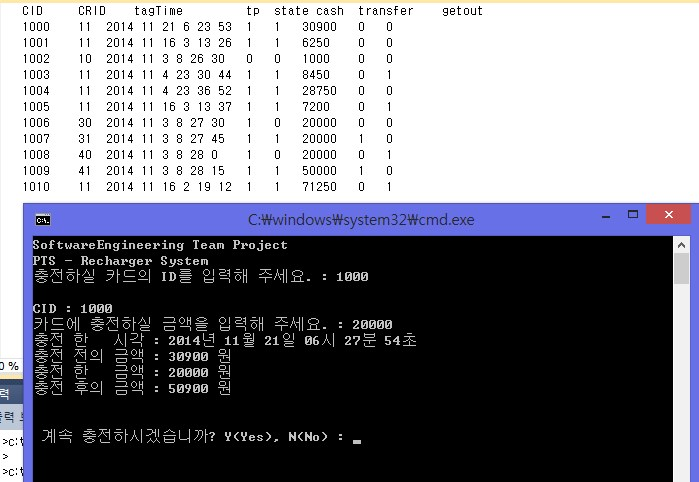 CID CRID tagTime tp state cash transfer getout
1000 11 2014 11 21 6 23 53 1 1 30900 0 0
1001 11 2014 11 16 3 13 26 1 1 6250 0 0
1002 10 2014 11 3 8 26 30 0 0 1000 0 0
1003 11 2014 11 4 23 30 44 1 1 8450 0 1
1004 11 2014 11 4 23 36 52 1 1 28750 0 0
1005 11 2014 11 16 3 13 37 1 1 7200 0 1
1006 30 2014 11 3 8 27 30 1 0 20000 0 0
1007 31 2014 11 3 8 27 45 1 1 20000 1 0
1008 40 2014 11 3 8 28 0 1 0 20000 0 1
1009 41 2014 11 3 8 28 15 1 1 50000 1 0
1010 11 2014 11 16 2 19 12 1 1 71250 0 1
C:\windows\system32\cmd.exe
SoftwareEngineering Team Project
PTS - Recharger System
충전하실 카드의 ID를 입력해 주세요. : 1000
CID : 1000
카드에 충전하실 금액을 입력해 주세요. : 20000
충전 한 시각 : 2014년 11월 21일 06시 27분 54초
충전 전의 금액 : 30900 원
충전 한 금액 : 20000 원
충전 후의 금액 : 50900 원
계속 충전하시겠습니까? Y(Yes), N(No) : _
0 %
력
>c:
>
>c: